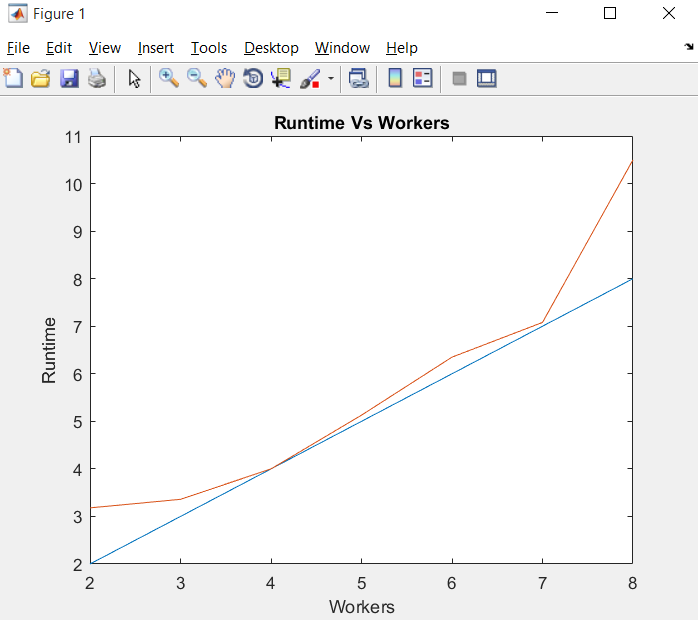 Figure 1
File Edit View Insert Tools Desktop Window Help
Runtime Vs Workers
11
10
9
8
7
6
5
4
3
2
Runtime
2 3 4 5 6 7 8
Workers